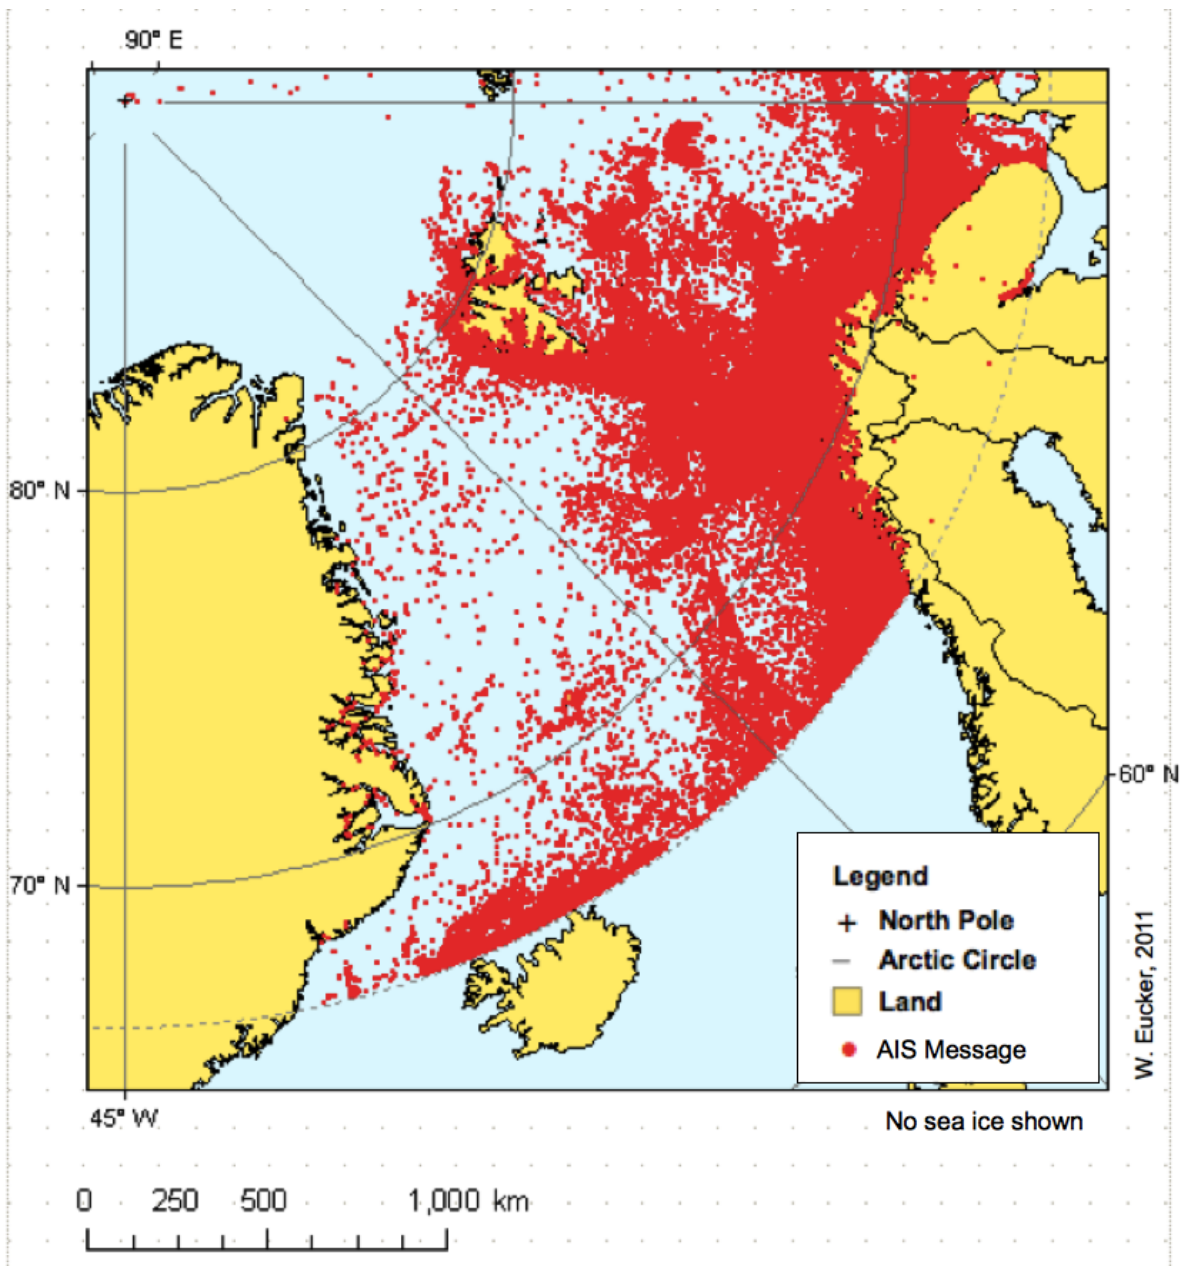 90° E
80° N
60° N
70° N
Legend
North Pole
Arctic Circle
Land
AIS Message
W. Eucker, 2011
45° W
No sea ice shown
0 250 500 1,000 km